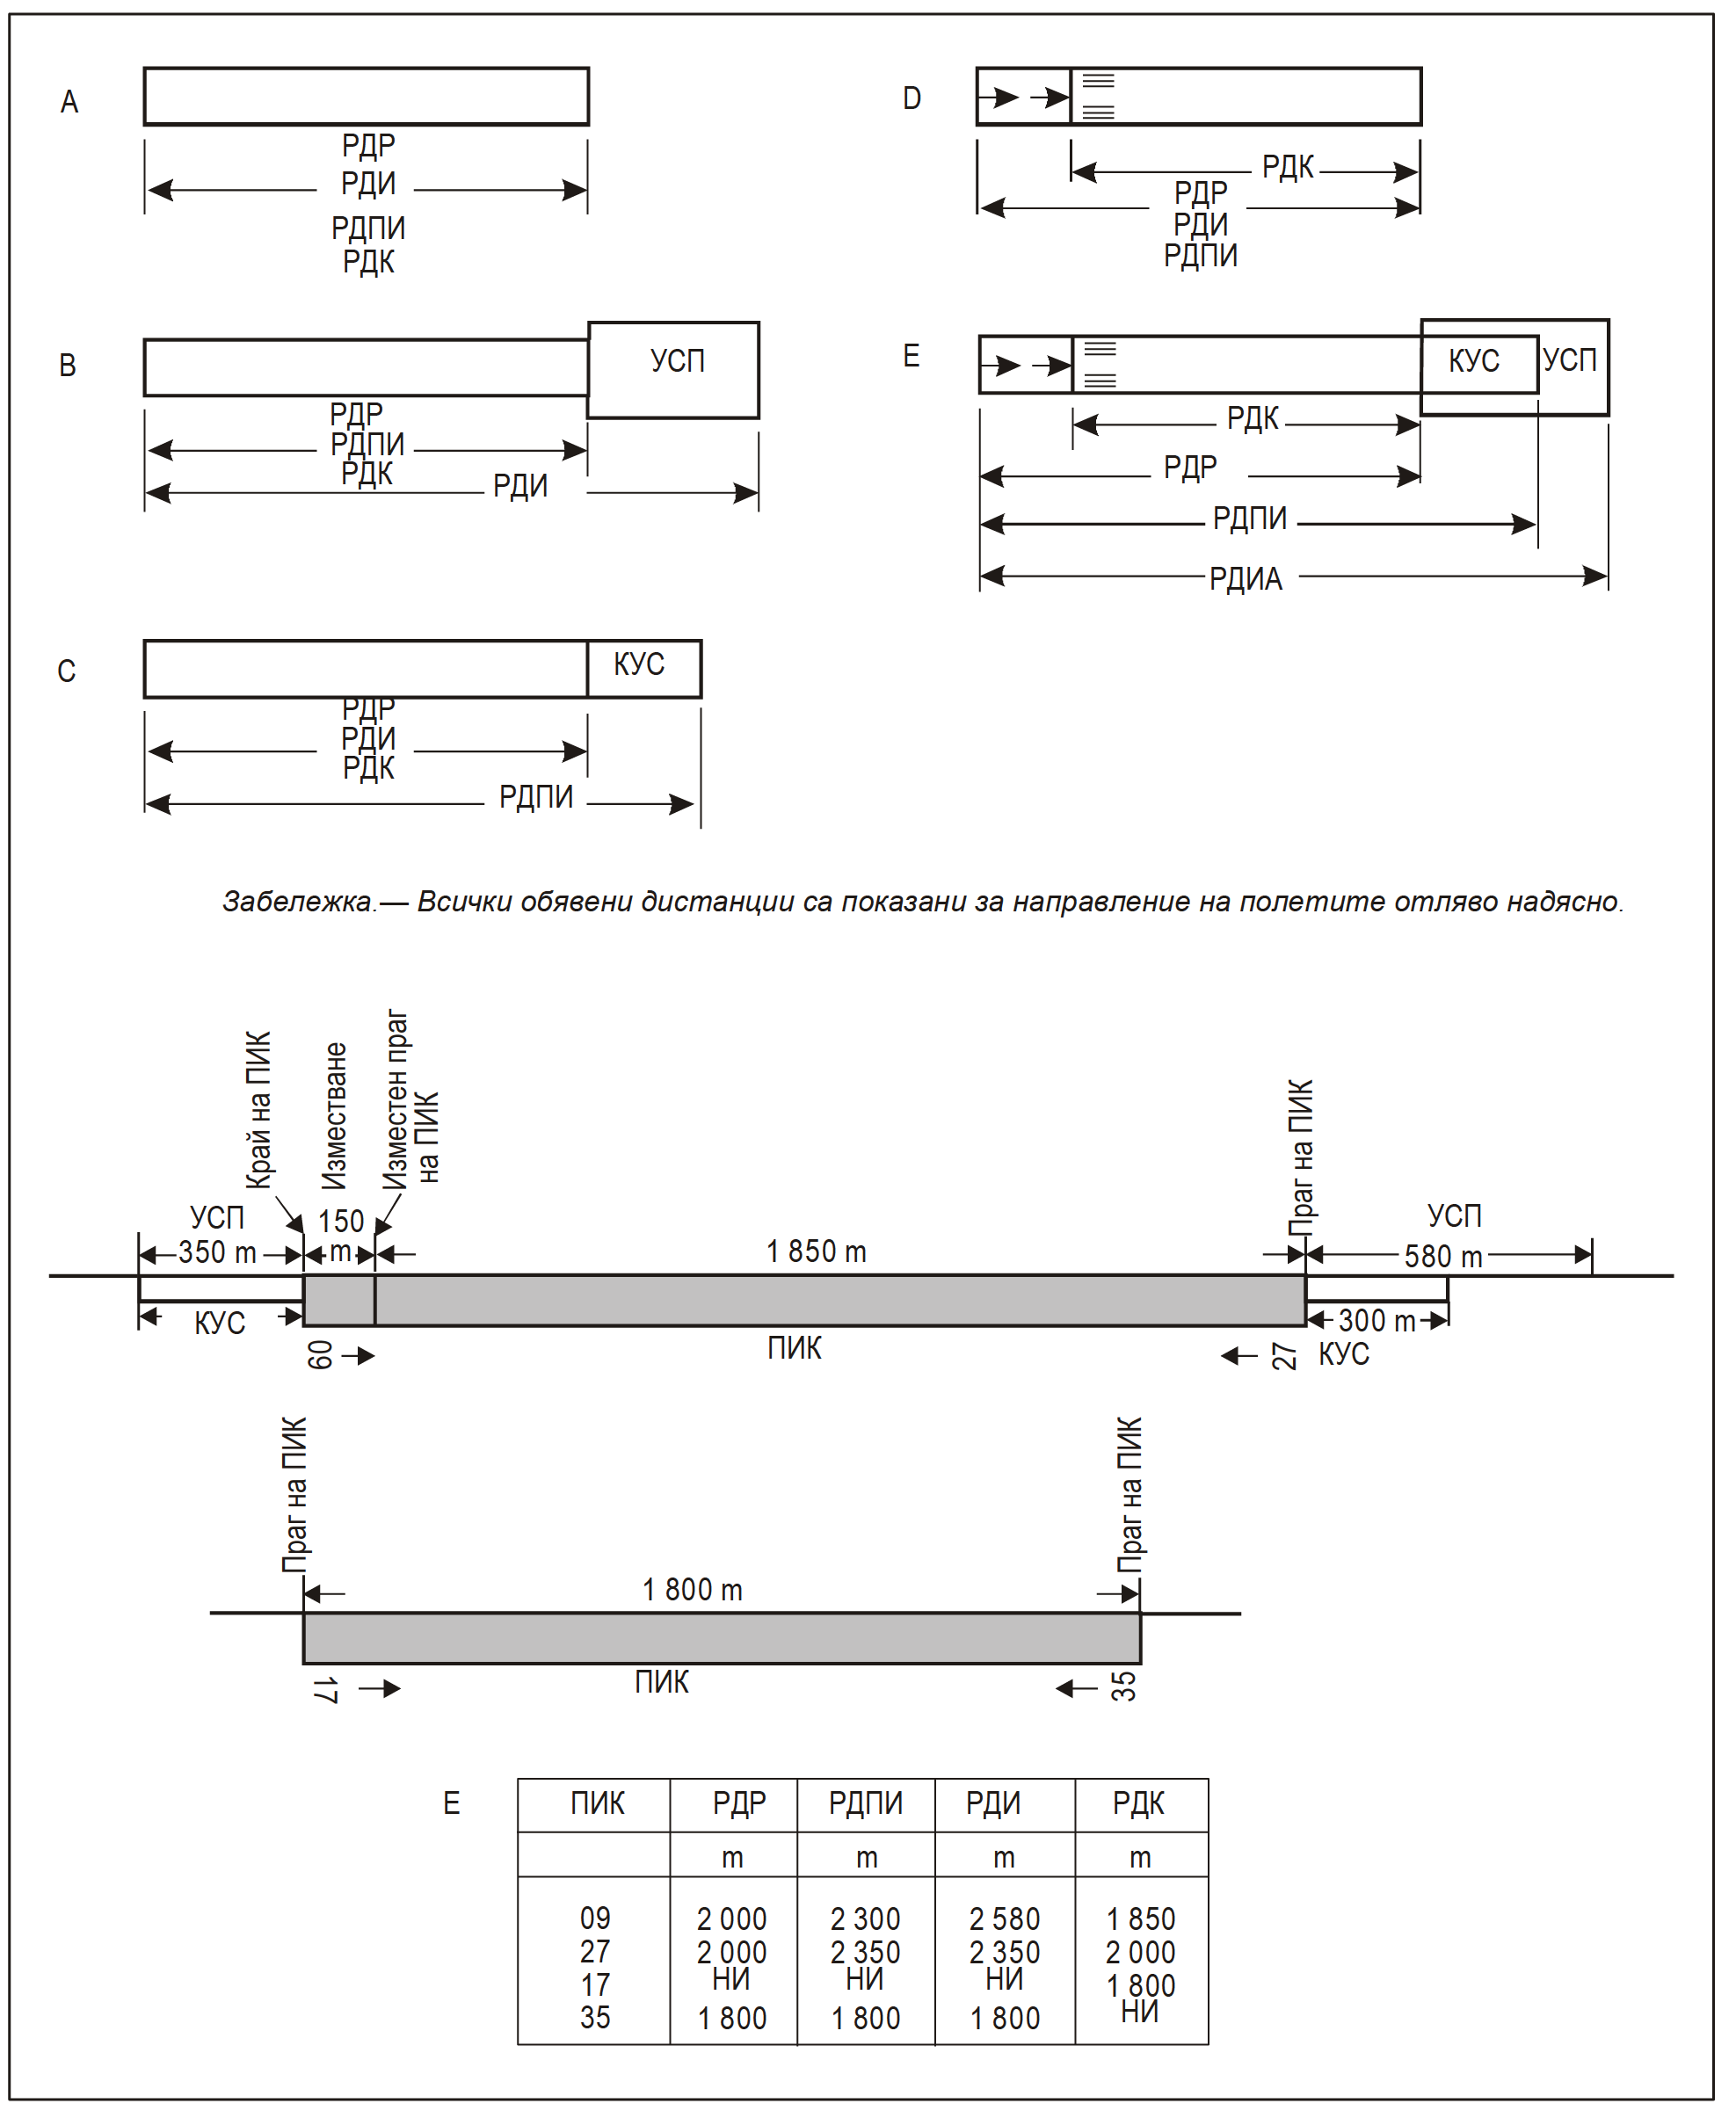 A
РДР
РДИ
РДПИ
РДК
D
РДК
РДР
РДИ
РДПИ
B
УСП
РДР
РДПИ
РДК
РДИ
E
КУС
УСП
РДК
РДР
РДПИ
РДИА
C
КУС
РДР
РДИ
РДК
РДПИ
Забележка.— Всички обявени дистанции са показани за направление на полетите отляво надясно.
Край на ПИК
Изместване
Изместен праг
на ПИК
Праг на ПИК
УСП
350 m
150
m
1 850 m
УСП
580 m
КУС
300 m
КУС
09
ПИК
27
Праг на ПИК
Праг на ПИК
1 800 m
17
ПИК
35
E
ПИК РДР РДПИ РДИ РДК
m m m m
09 2 000 2 300 2 580 1 850
27 2 000 2 350 2 350 2 000
17 НИ НИ НИ 1 800
35 1 800 1 800 1 800 НИ